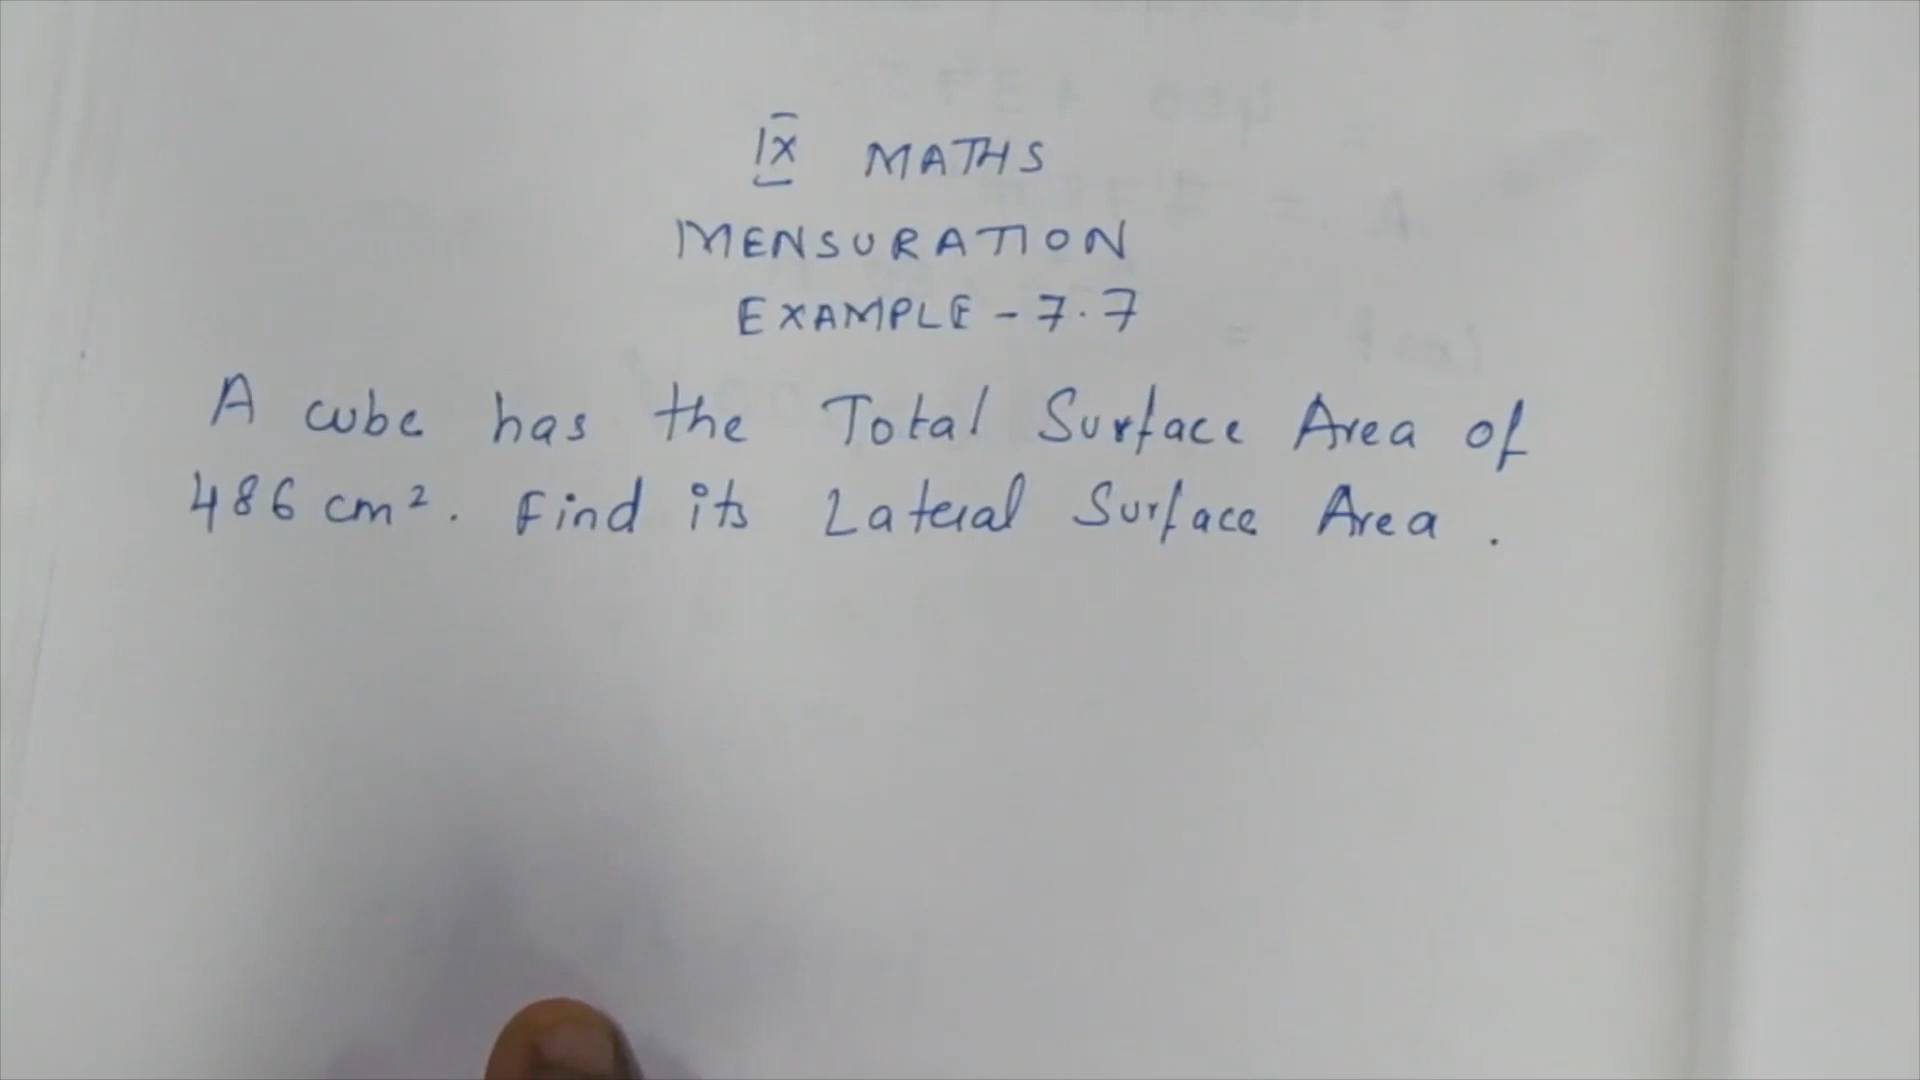 IX MATHS
MENSURATION
EXAMPLE - 7.7
A cube has the Total Surface Area of
486 cm². Find its Lateral Surface Area.